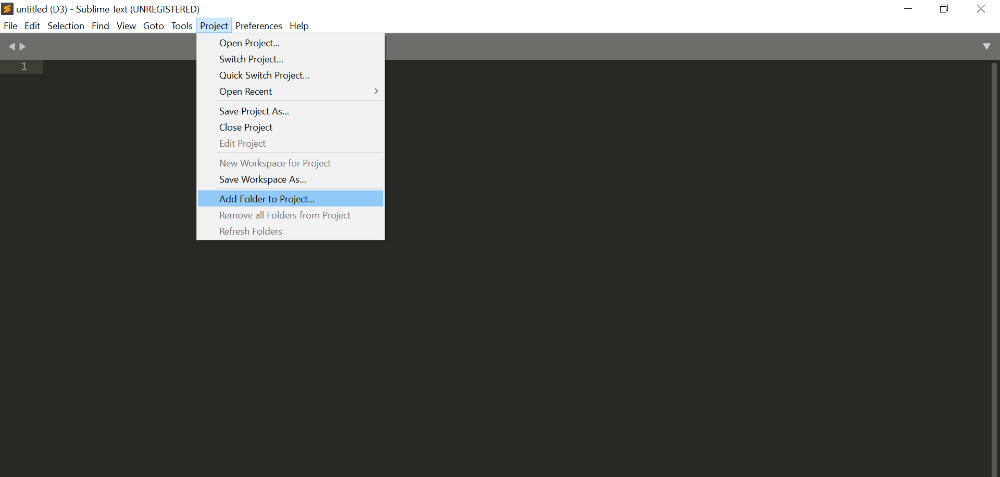 untitled (D3) - Sublime Text (UNREGISTERED)
File Edit Selection Find View Goto Tools Project Preferences Help
Open Project...
Switch Project...
Quick Switch Project...
Open Recent
Save Project As...
Close Project
Edit Project
New Workspace for Project
Save Workspace As...
Add Folder to Project...
Remove all Folders from Project
Refresh Folders
1